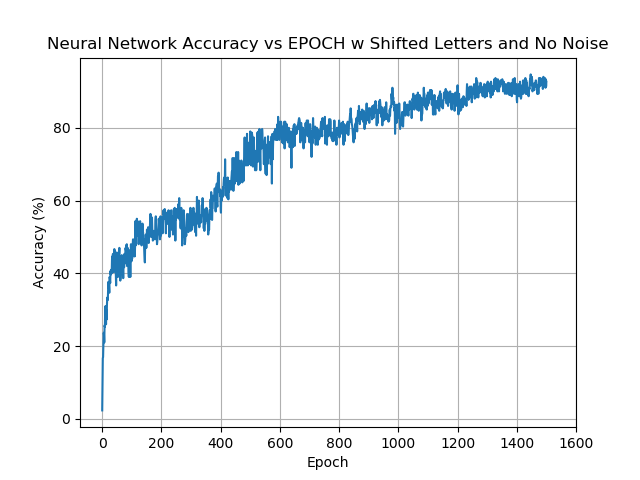 Neural Network Accuracy vs EPOCH w Shifted Letters and No Noise
Accuracy (%)
80
60
40
20
0
0 200 400 600 800 1000 1200 1400 1600
Epoch